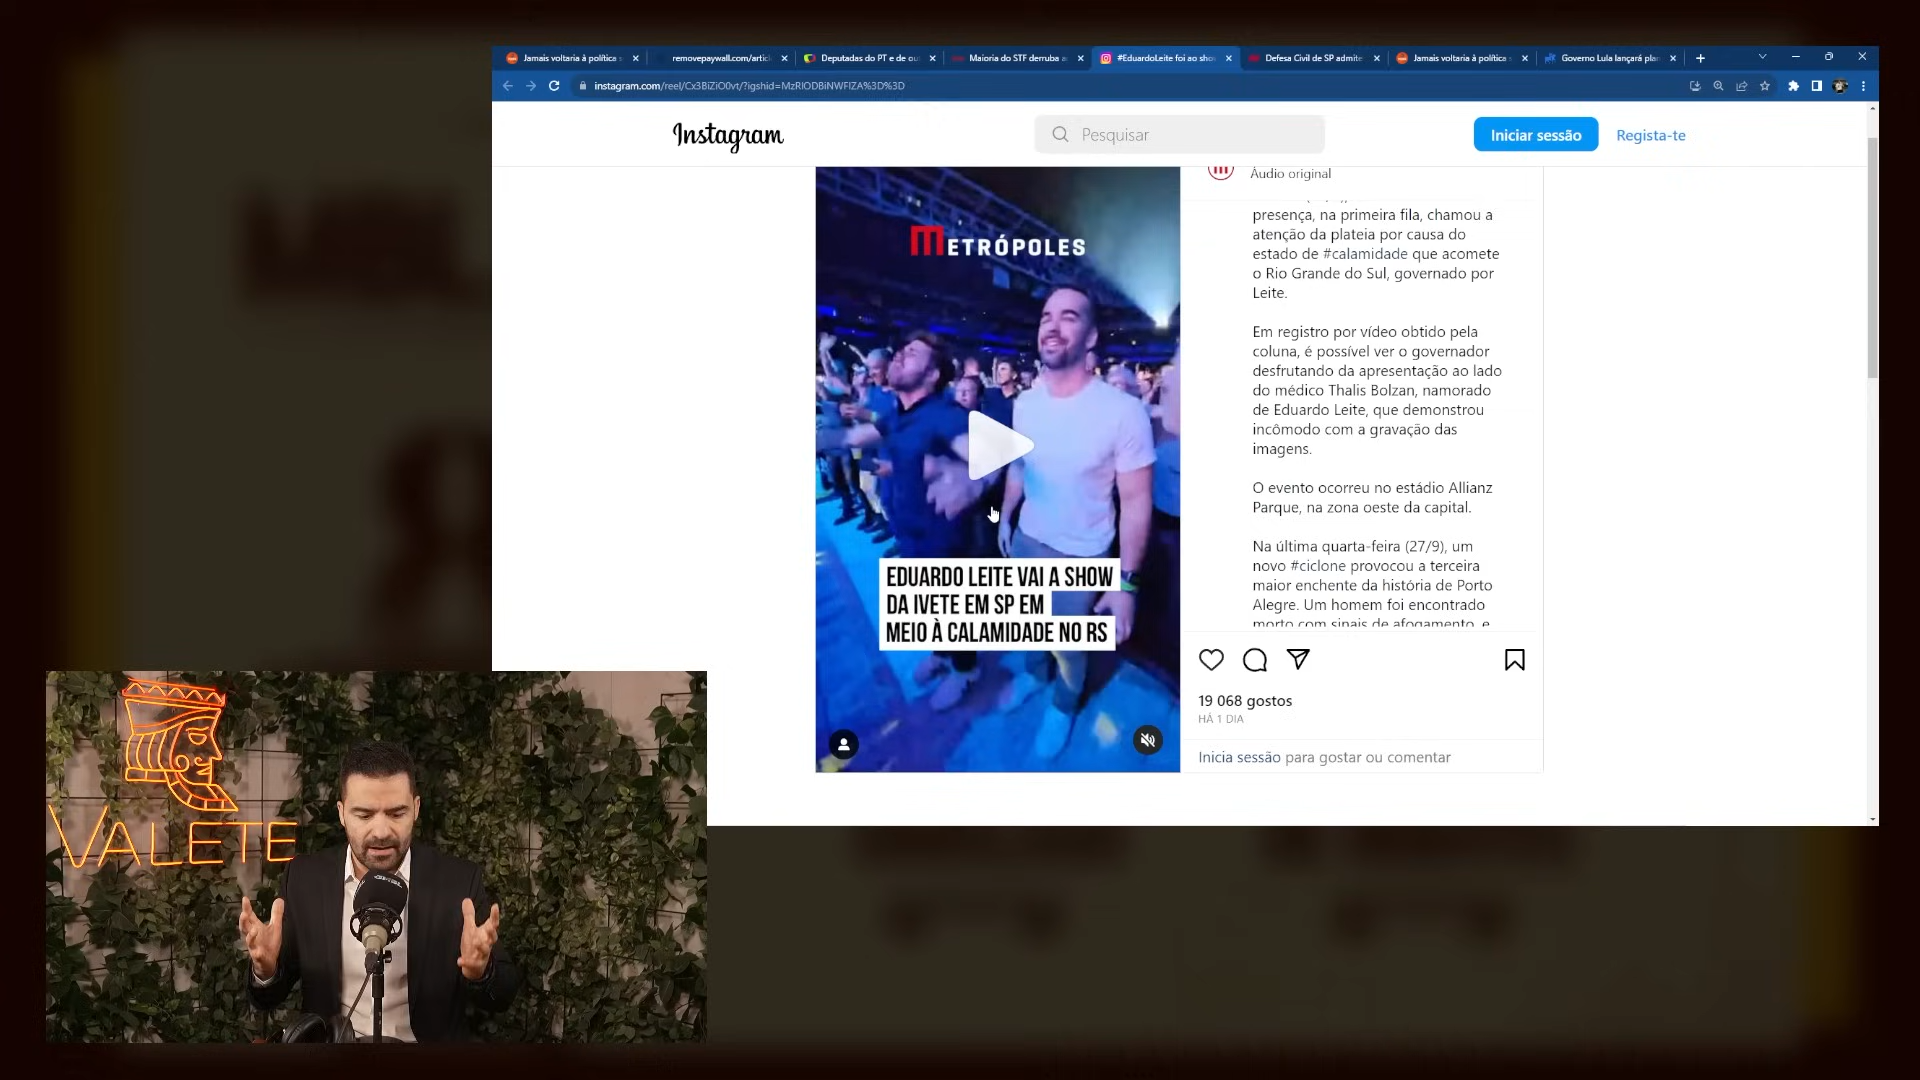 Jamais voltaria à política
removepaywall.com/artic
Deputadas do PT e de ou
Maioria do STF derruba
#EduardoLeite foi ao sho
Defesa Civil de SP admite
Jamais voltaria à política
Governo Lula lançará pla
instagram.com/reel/Cx3BiZiO0vt/?igshid=MzRlODBiNWFlZA%3D%3D
Instagram
Pesquisar
Iniciar sessão
Regista-te
Áudio original
presença, na primeira fila, chamou a
atenção da plateia por causa do
estado de #calamidade que acomete
o Rio Grande do Sul, governado por
Leite.
Em registro por vídeo obtido pela
coluna, é possível ver o governador
desfrutando da apresentação ao lado
do médico Thalis Bolzan, namorado
de Eduardo Leite, que demonstrou
incômodo com a gravação das
imagens.
O evento ocorreu no estádio Allianz
Parque, na zona oeste da capital.
Na última quarta-feira (27/9), um
novo #ciclone provocou a terceira
maior enchente da história de Porto
Alegre. Um homem foi encontrado
morto com sinais de afogamento, e
METRÓPOLES
EDUARDO LEITE VAI A SHOW
DA IVETE EM SP EM
MEIO À CALAMIDADE NO RS
19 068 gostos
HÁ 1 DIA
Inicia sessão para gostar ou comentar
VALETE